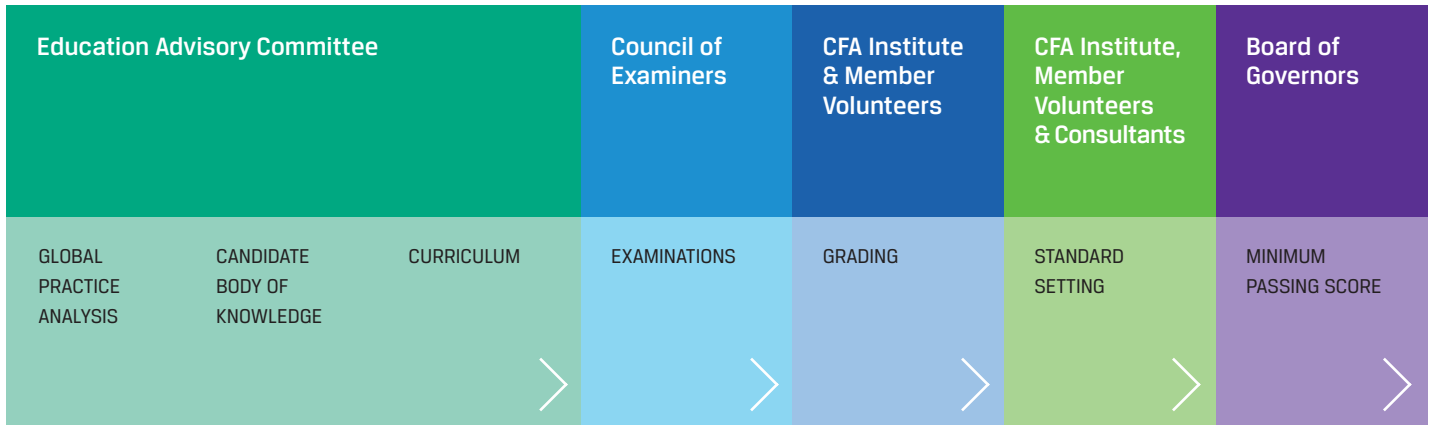 Education Advisory Committee
Council of
Examiners
CFA Institute
& Member
Volunteers
CFA Institute,
Member
Volunteers
& Consultants
Board of
Governors
GLOBAL
PRACTICE
ANALYSIS
CANDIDATE
BODY OF
KNOWLEDGE
CURRICULUM
EXAMINATIONS
GRADING
STANDARD
SETTING
MINIMUM
PASSING SCORE